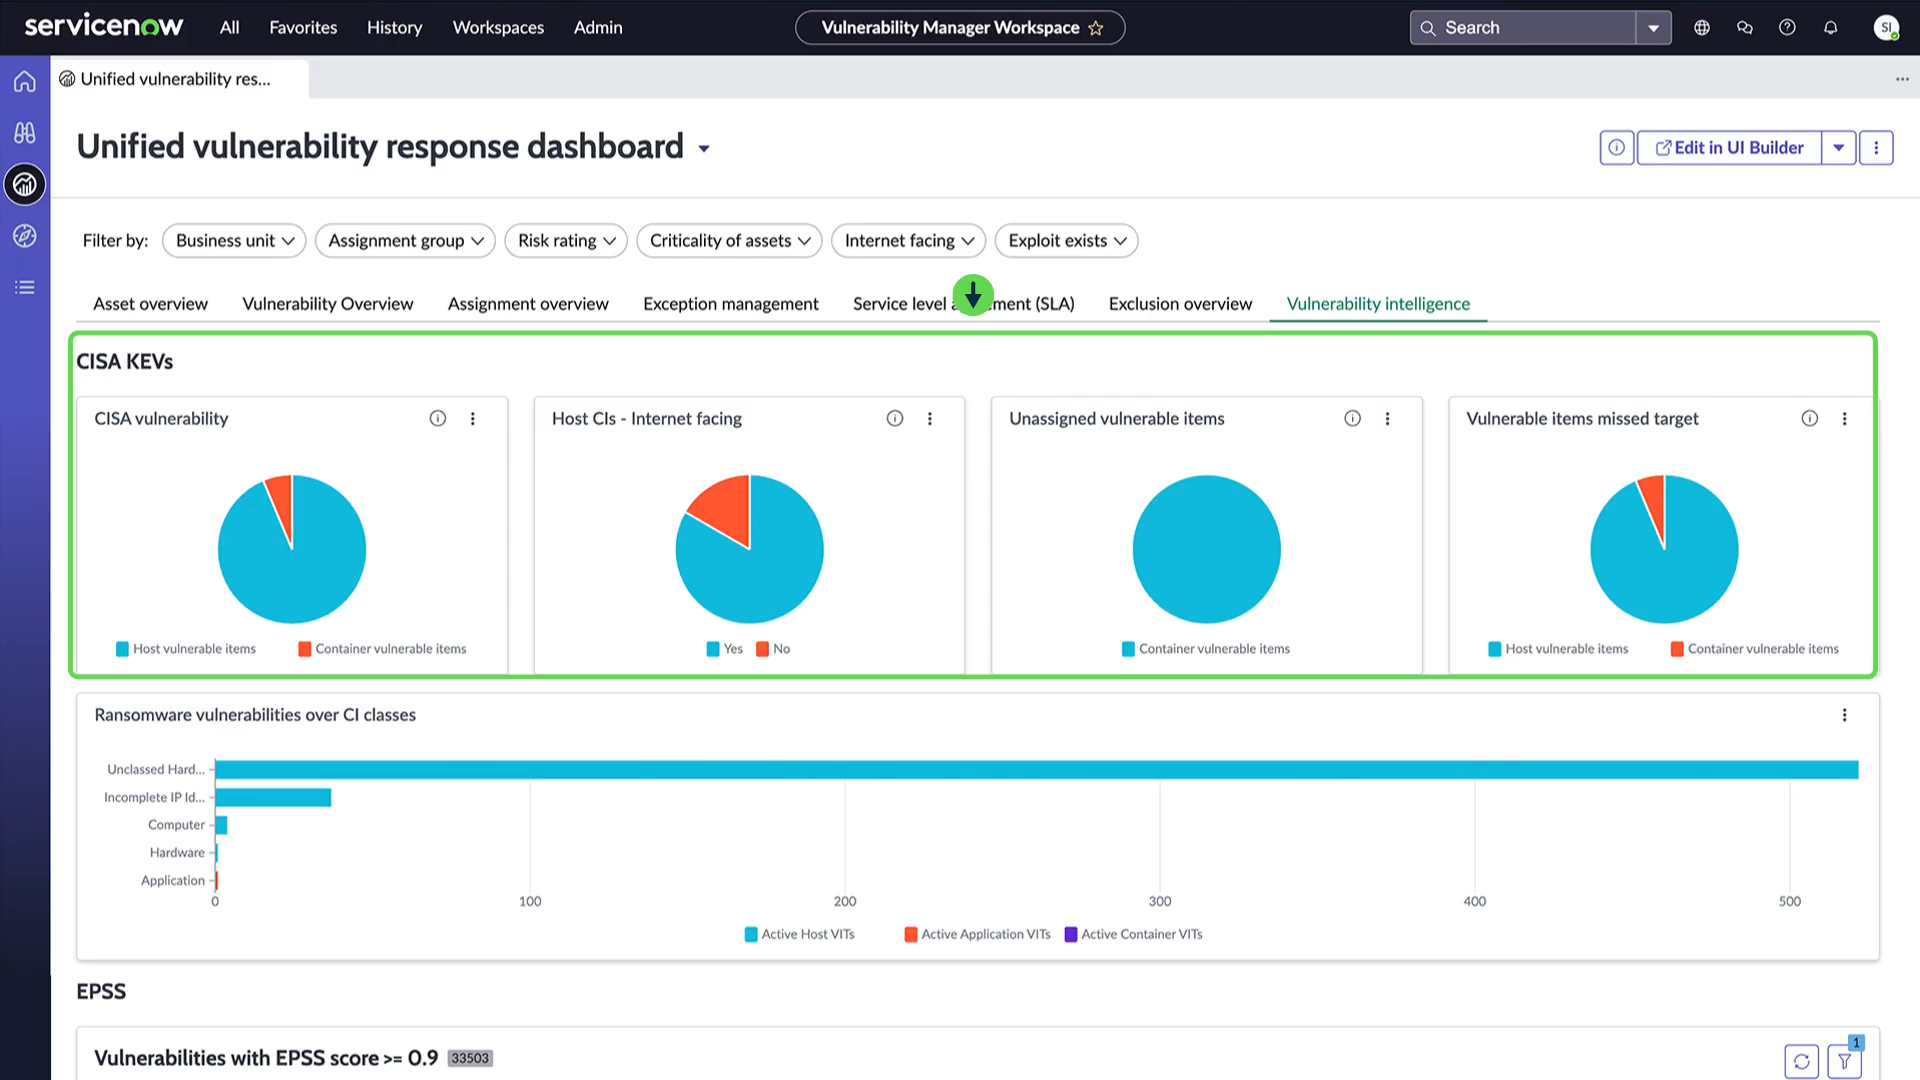 servicenow All Favorites History Workspaces Admin Vulnerability Manager Workspace Search SI
Unified vulnerability res...
Unified vulnerability response dashboard Edit in UI Builder
Filter by: Business unit Assignment group Risk rating Criticality of assets Internet facing Exploit exists
Asset overview Vulnerability Overview Assignment overview Exception management Service level a ment (SLA) Exclusion overview Vulnerability intelligence
CISA KEVs
CISA vulnerability Host CIs - Internet facing Unassigned vulnerable items Vulnerable items missed target
Host vulnerable items Container vulnerable items Yes No Container vulnerable items Host vulnerable items Container vulnerable items
Ransomware vulnerabilities over CI classes
Unclassed Hard...
Incomplete IP Id...
Computer
Hardware
Application
0 100 200 300 400 500
Active Host VITs Active Application VITs Active Container VITs
EPSS
Vulnerabilities with EPSS score >= 0.9 33503 1